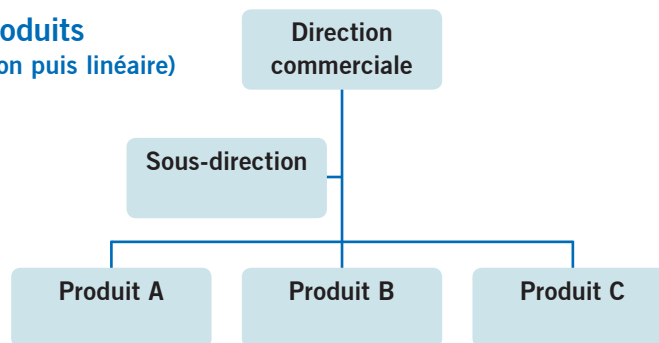 oduits
on puis linéaire)
Direction
commerciale
Sous-direction
Produit A
Produit B
Produit C